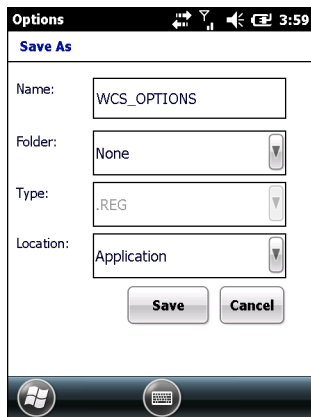 Options 3:59
Save As
Name: WCS_OPTIONS
Folder: None
Type: .REG
Location: Application
Save Cancel